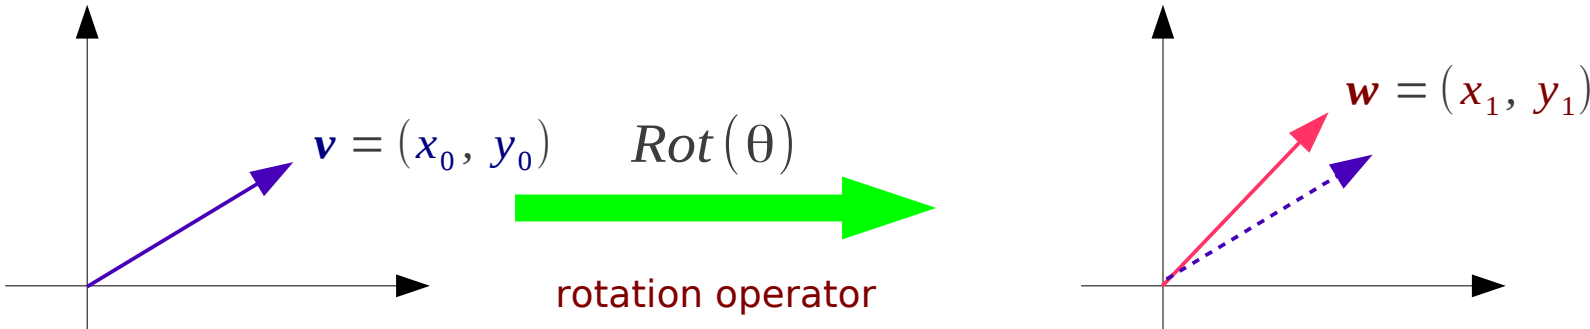 v = (x₀, y₀)
Rot(θ)
rotation operator
w = (x₁, y₁)